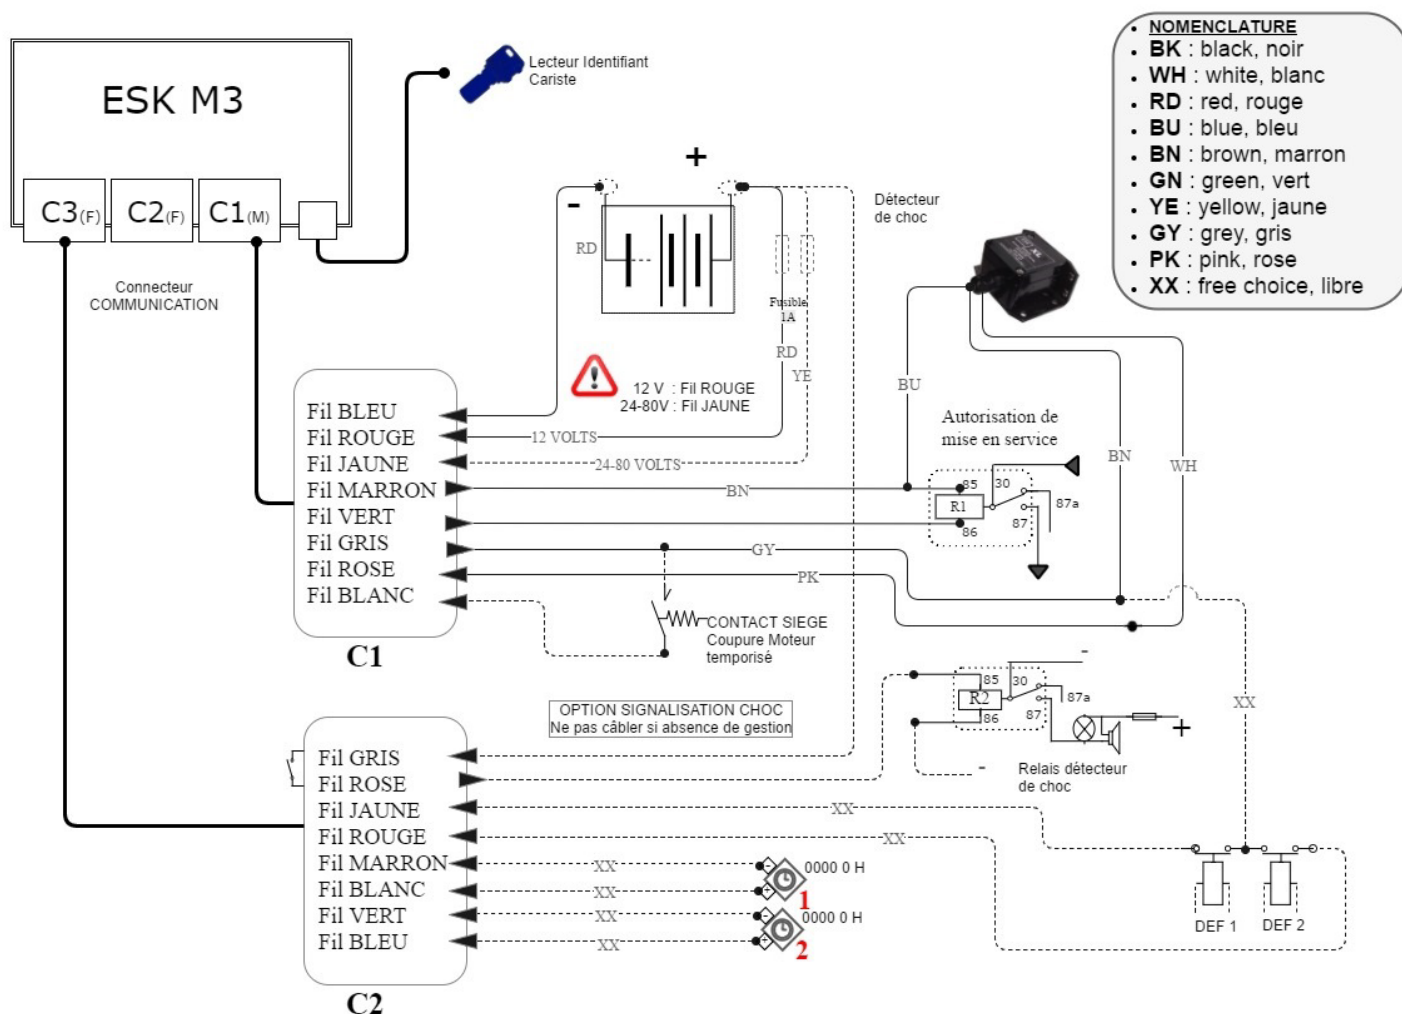 ESK M3
C3(F)
C2(F)
C1(M)
Connecteur
COMMUNICATION
Lecteur Identifiant
Cariste
+
-
RD
Fusible
1A
RD
YE
12 V : Fil ROUGE
24-80V : Fil JAUNE
Détecteur
de choc
NOMENCLATURE
BK : black, noir
WH : white, blanc
RD : red, rouge
BU : blue, bleu
BN : brown, marron
GN : green, vert
YE : yellow, jaune
GY : grey, gris
PK : pink, rose
XX : free choice, libre
Fil BLEU
Fil ROUGE
Fil JAUNE
Fil MARRON
Fil VERT
Fil GRIS
Fil ROSE
Fil BLANC
C1
12 VOLTS
24-80 VOLTS
BN
GY
PK
BU
BN
WH
Autorisation de
mise en service
85
30
R1
87a
87
86
CONTACT SIEGE
Coupure Moteur
temporisé
OPTION SIGNALISATION CHOC
Ne pas câbler si absence de gestion
-
85
30
R2
87a
87
86
+
-
Relais détecteur
de choc
XX
Fil GRIS
Fil ROSE
Fil JAUNE
Fil ROUGE
Fil MARRON
Fil BLANC
Fil VERT
Fil BLEU
C2
XX
XX
XX
XX
XX
XX
-
+
0000 0 H
1
-
+
0000 0 H
2
DEF 1
DEF 2